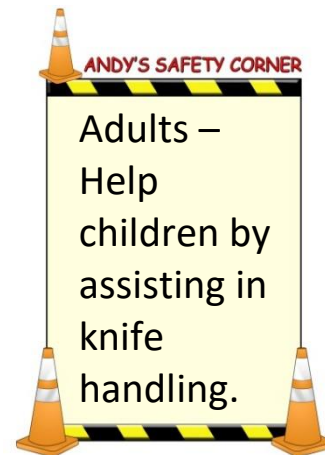 ANDY'S SAFETY CORNER
Adults –
Help
children by
assisting in
knife
handling.